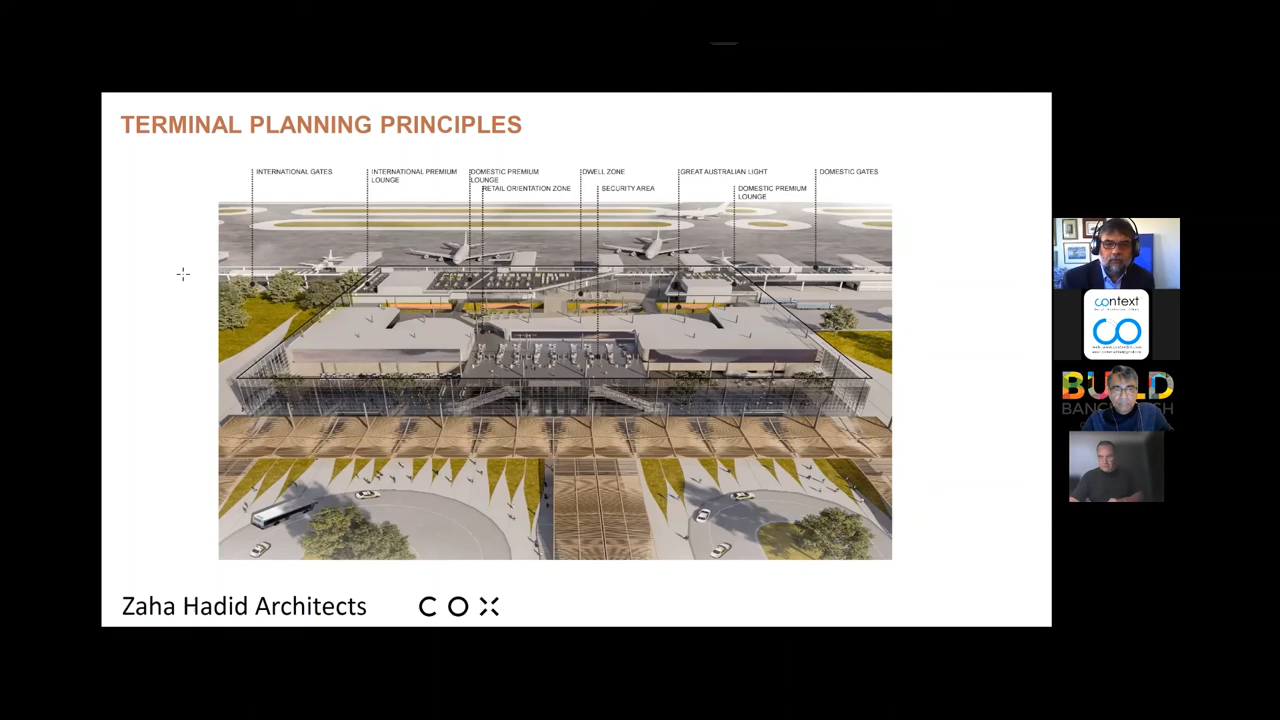 TERMINAL PLANNING PRINCIPLES
INTERNATIONAL GATES
INTERNATIONAL PREMIUM
LOUNGE
DOMESTIC PREMIUM
LOUNGE
RETAIL ORIENTATION ZONE
DWELL ZONE
SECURITY AREA
GREAT AUSTRALIAN LIGHT
DOMESTIC PREMIUM
LOUNGE
DOMESTIC GATES
Zaha Hadid Architects
COX
context
BUILD